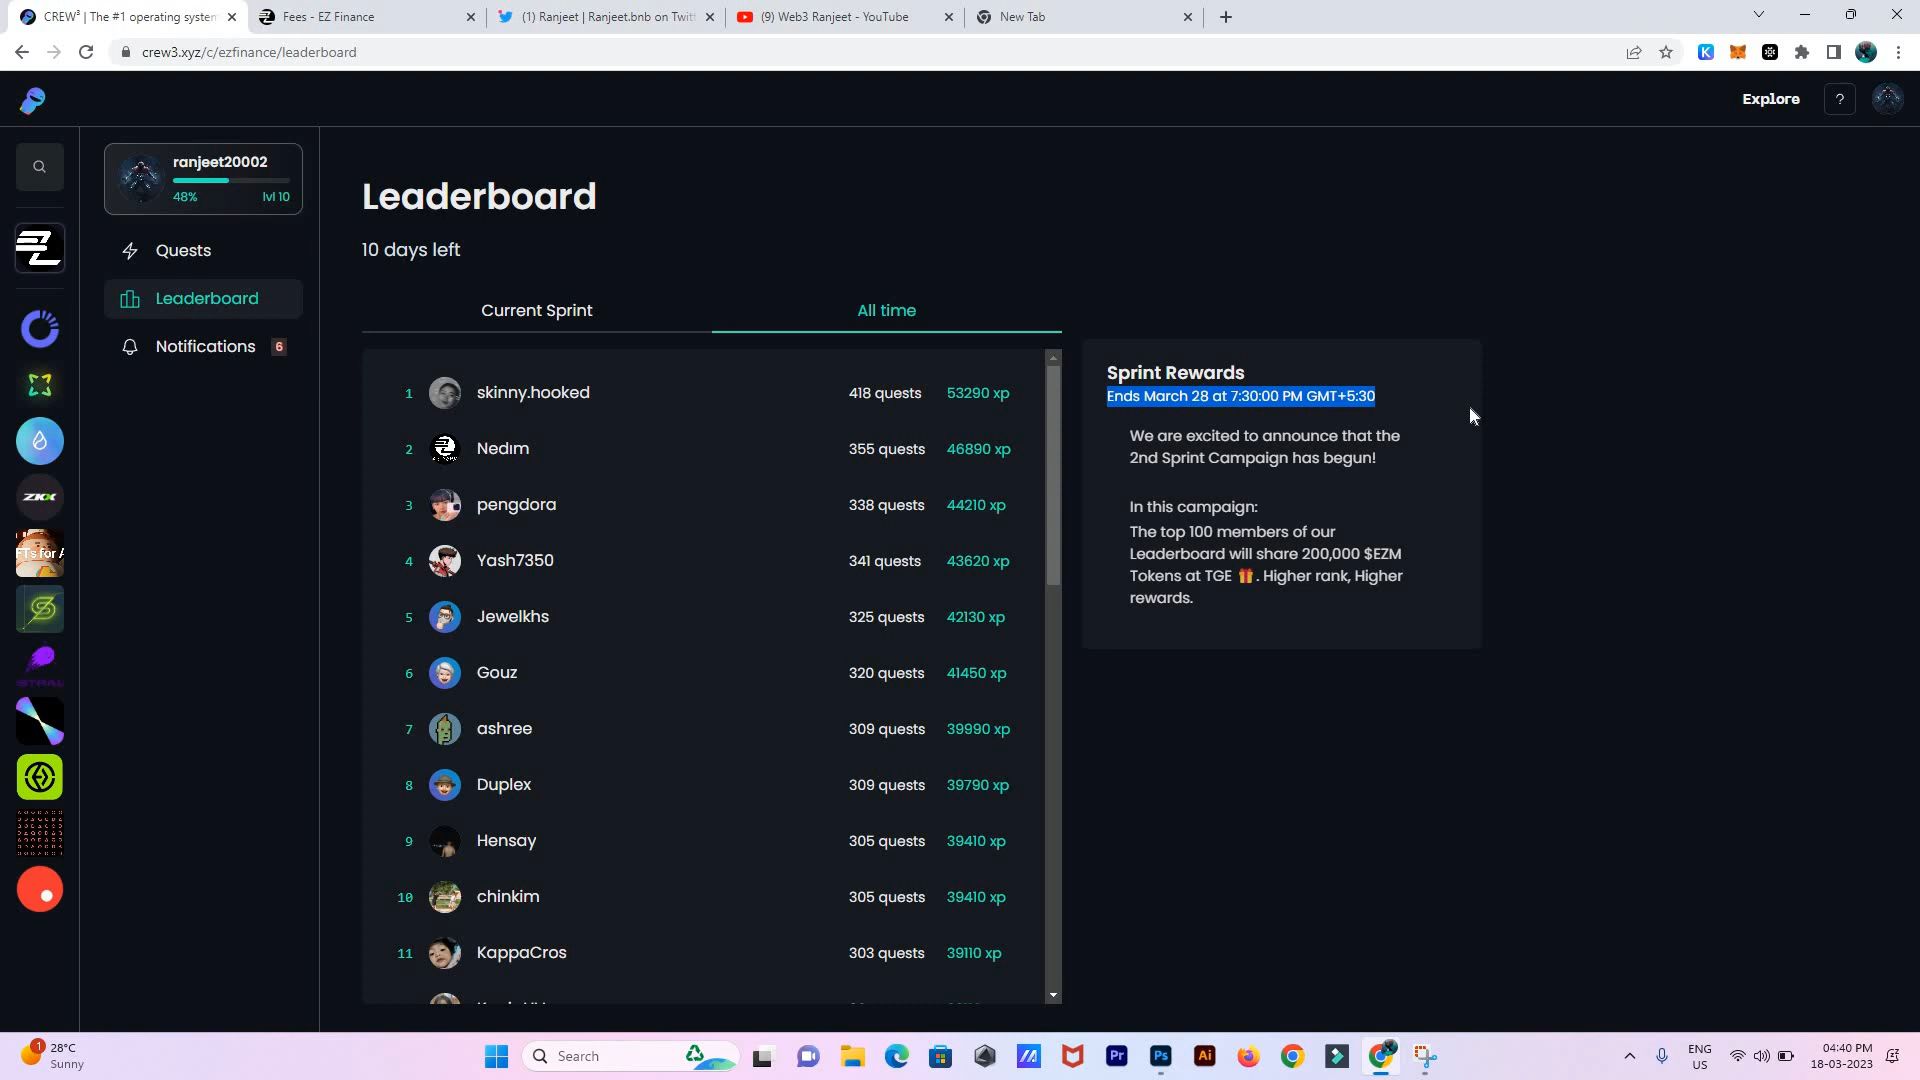 CREW³ | The #1 operating system
Fees - EZ Finance
(1) Ranjeet | Ranjeet.bnb on Twitt
(9) Web3 Ranjeet - YouTube
New Tab
crew3.xyz/c/ezfinance/leaderboard
Explore
?
ranjeet20002
48%
lvl 10
Quests
Leaderboard
Notifications
6
ZKX
Leaderboard
10 days left
Current Sprint
All time
1 skinny.hooked 418 quests 53290 xp
2 Nedım 355 quests 46890 xp
3 pengdora 338 quests 44210 xp
4 Yash7350 341 quests 43620 xp
5 Jewelkhs 325 quests 42130 xp
6 Gouz 320 quests 41450 xp
7 ashree 309 quests 39990 xp
8 Duplex 309 quests 39790 xp
9 Hensay 305 quests 39410 xp
10 chinkim 305 quests 39410 xp
11 KappaCros 303 quests 39110 xp
Sprint Rewards
Ends March 28 at 7:30:00 PM GMT+5:30
We are excited to announce that the
2nd Sprint Campaign has begun!
In this campaign:
The top 100 members of our
Leaderboard will share 200,000 $EZM
Tokens at TGE 🎁. Higher rank, Higher
rewards.
1
28°C
Sunny
Search
Pr
Ps
Ai
ENG
US
04:40 PM
18-03-2023